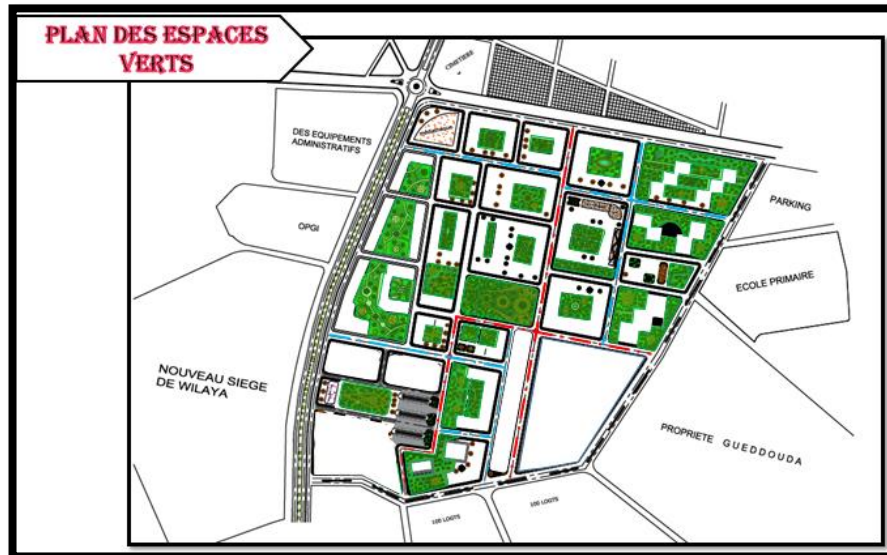 PLAN DES ESPACES
VERTS
CIMETIERE
DES EQUIPEMENTS
ADMINISTRATIFS
PARKING
OPGI
ECOLE PRIMAIRE
NOUVEAU SIEGE
DE WILAYA
PROPRIETE GUEDDOUDA
100 LOGTS
100 LOGTS